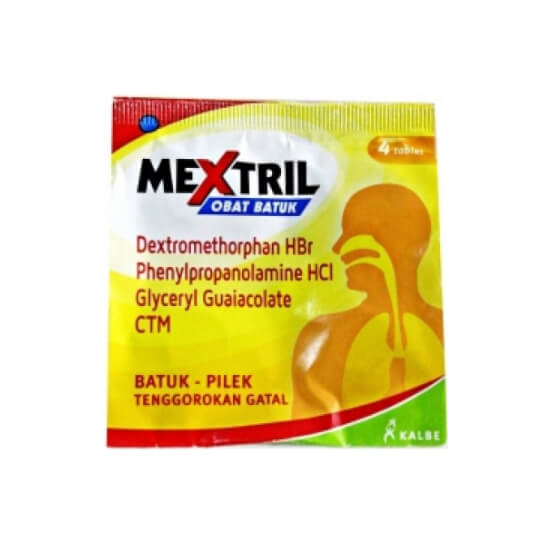 4 Tablet
MEXTRIL
OBAT BATUK
Dextromethorphan HBr
Phenylpropanolamine HCl
Glyceryl Guaiacolate
CTM
BATUK - PILEK
TENGGOROKAN GATAL
KALBE